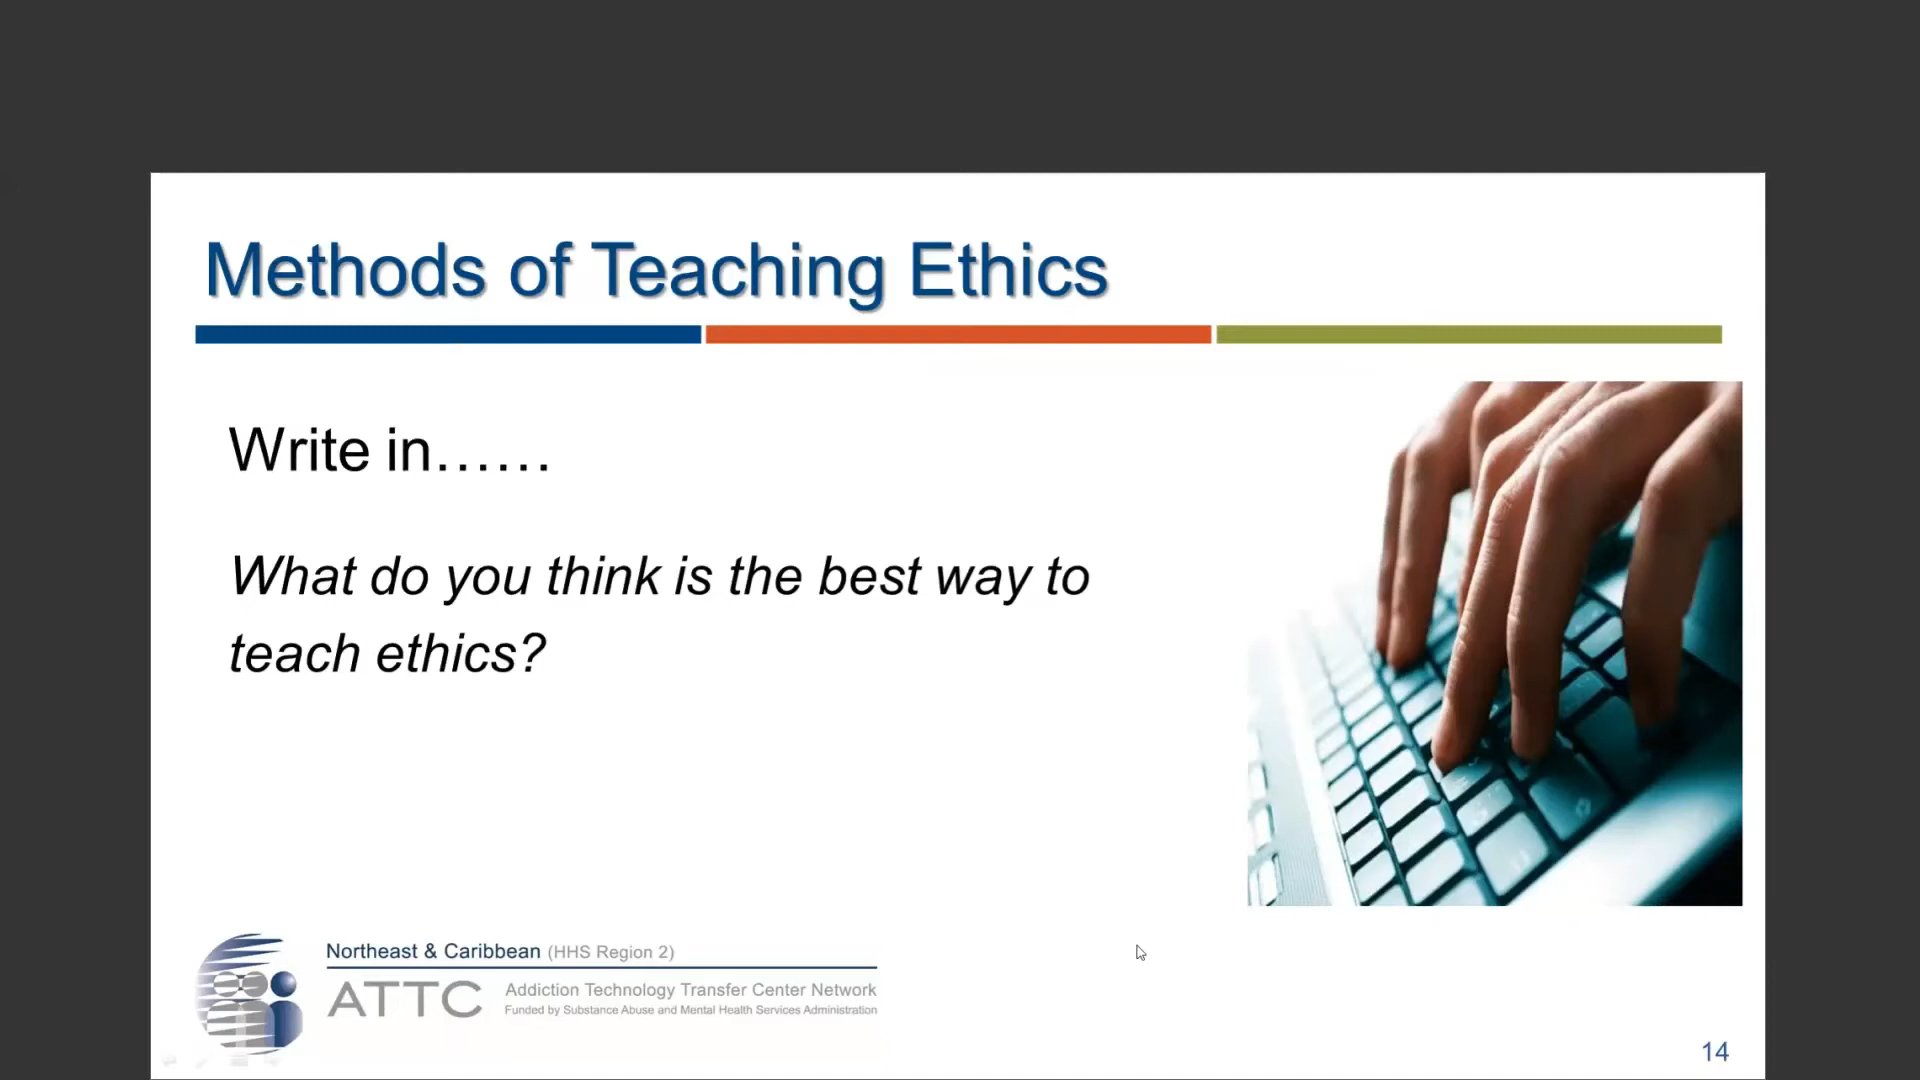 Methods of Teaching Ethics
Write in……
What do you think is the best way to
teach ethics?
Northeast & Caribbean (HHS Region 2)
ATTC
Addiction Technology Transfer Center Network
Funded by Substance Abuse and Mental Health Services Administration
14